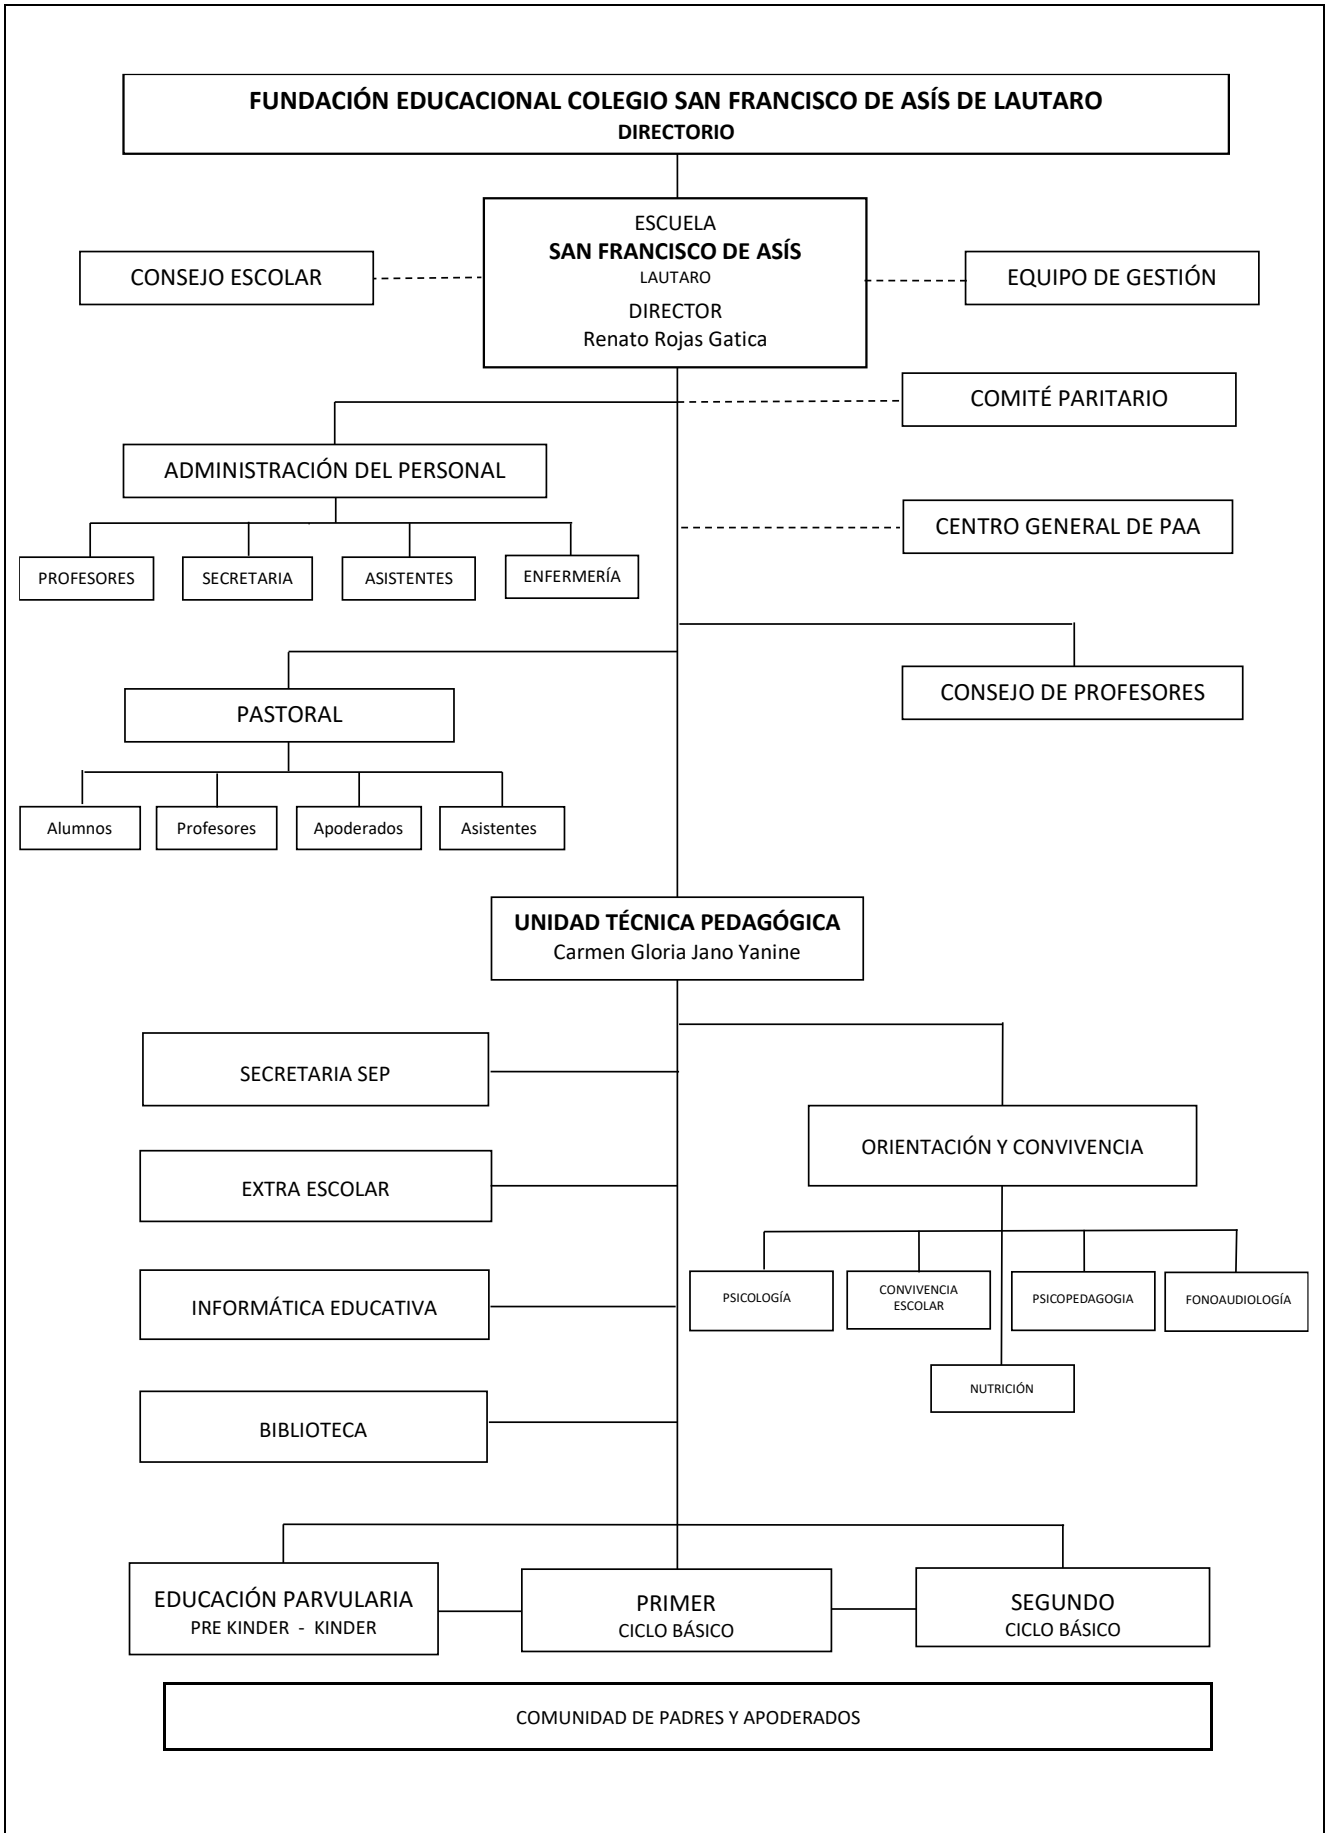 FUNDACIÓN EDUCACIONAL COLEGIO SAN FRANCISCO DE ASÍS DE LAUTARO
DIRECTORIO
ESCUELA
SAN FRANCISCO DE ASÍS
LAUTARO
DIRECTOR
Renato Rojas Gatica
CONSEJO ESCOLAR
EQUIPO DE GESTIÓN
COMITÉ PARITARIO
ADMINISTRACIÓN DEL PERSONAL
CENTRO GENERAL DE PAA
PROFESORES
SECRETARIA
ASISTENTES
ENFERMERÍA
CONSEJO DE PROFESORES
PASTORAL
Alumnos
Profesores
Apoderados
Asistentes
UNIDAD TÉCNICA PEDAGÓGICA
Carmen Gloria Jano Yanine
SECRETARIA SEP
ORIENTACIÓN Y CONVIVENCIA
EXTRA ESCOLAR
INFORMÁTICA EDUCATIVA
PSICOLOGÍA
CONVIVENCIA
ESCOLAR
PSICOPEDAGOGIA
FONOAUDIOLOGÍA
NUTRICIÓN
BIBLIOTECA
EDUCACIÓN PARVULARIA
PRE KINDER - KINDER
PRIMER
CICLO BÁSICO
SEGUNDO
CICLO BÁSICO
COMUNIDAD DE PADRES Y APODERADOS